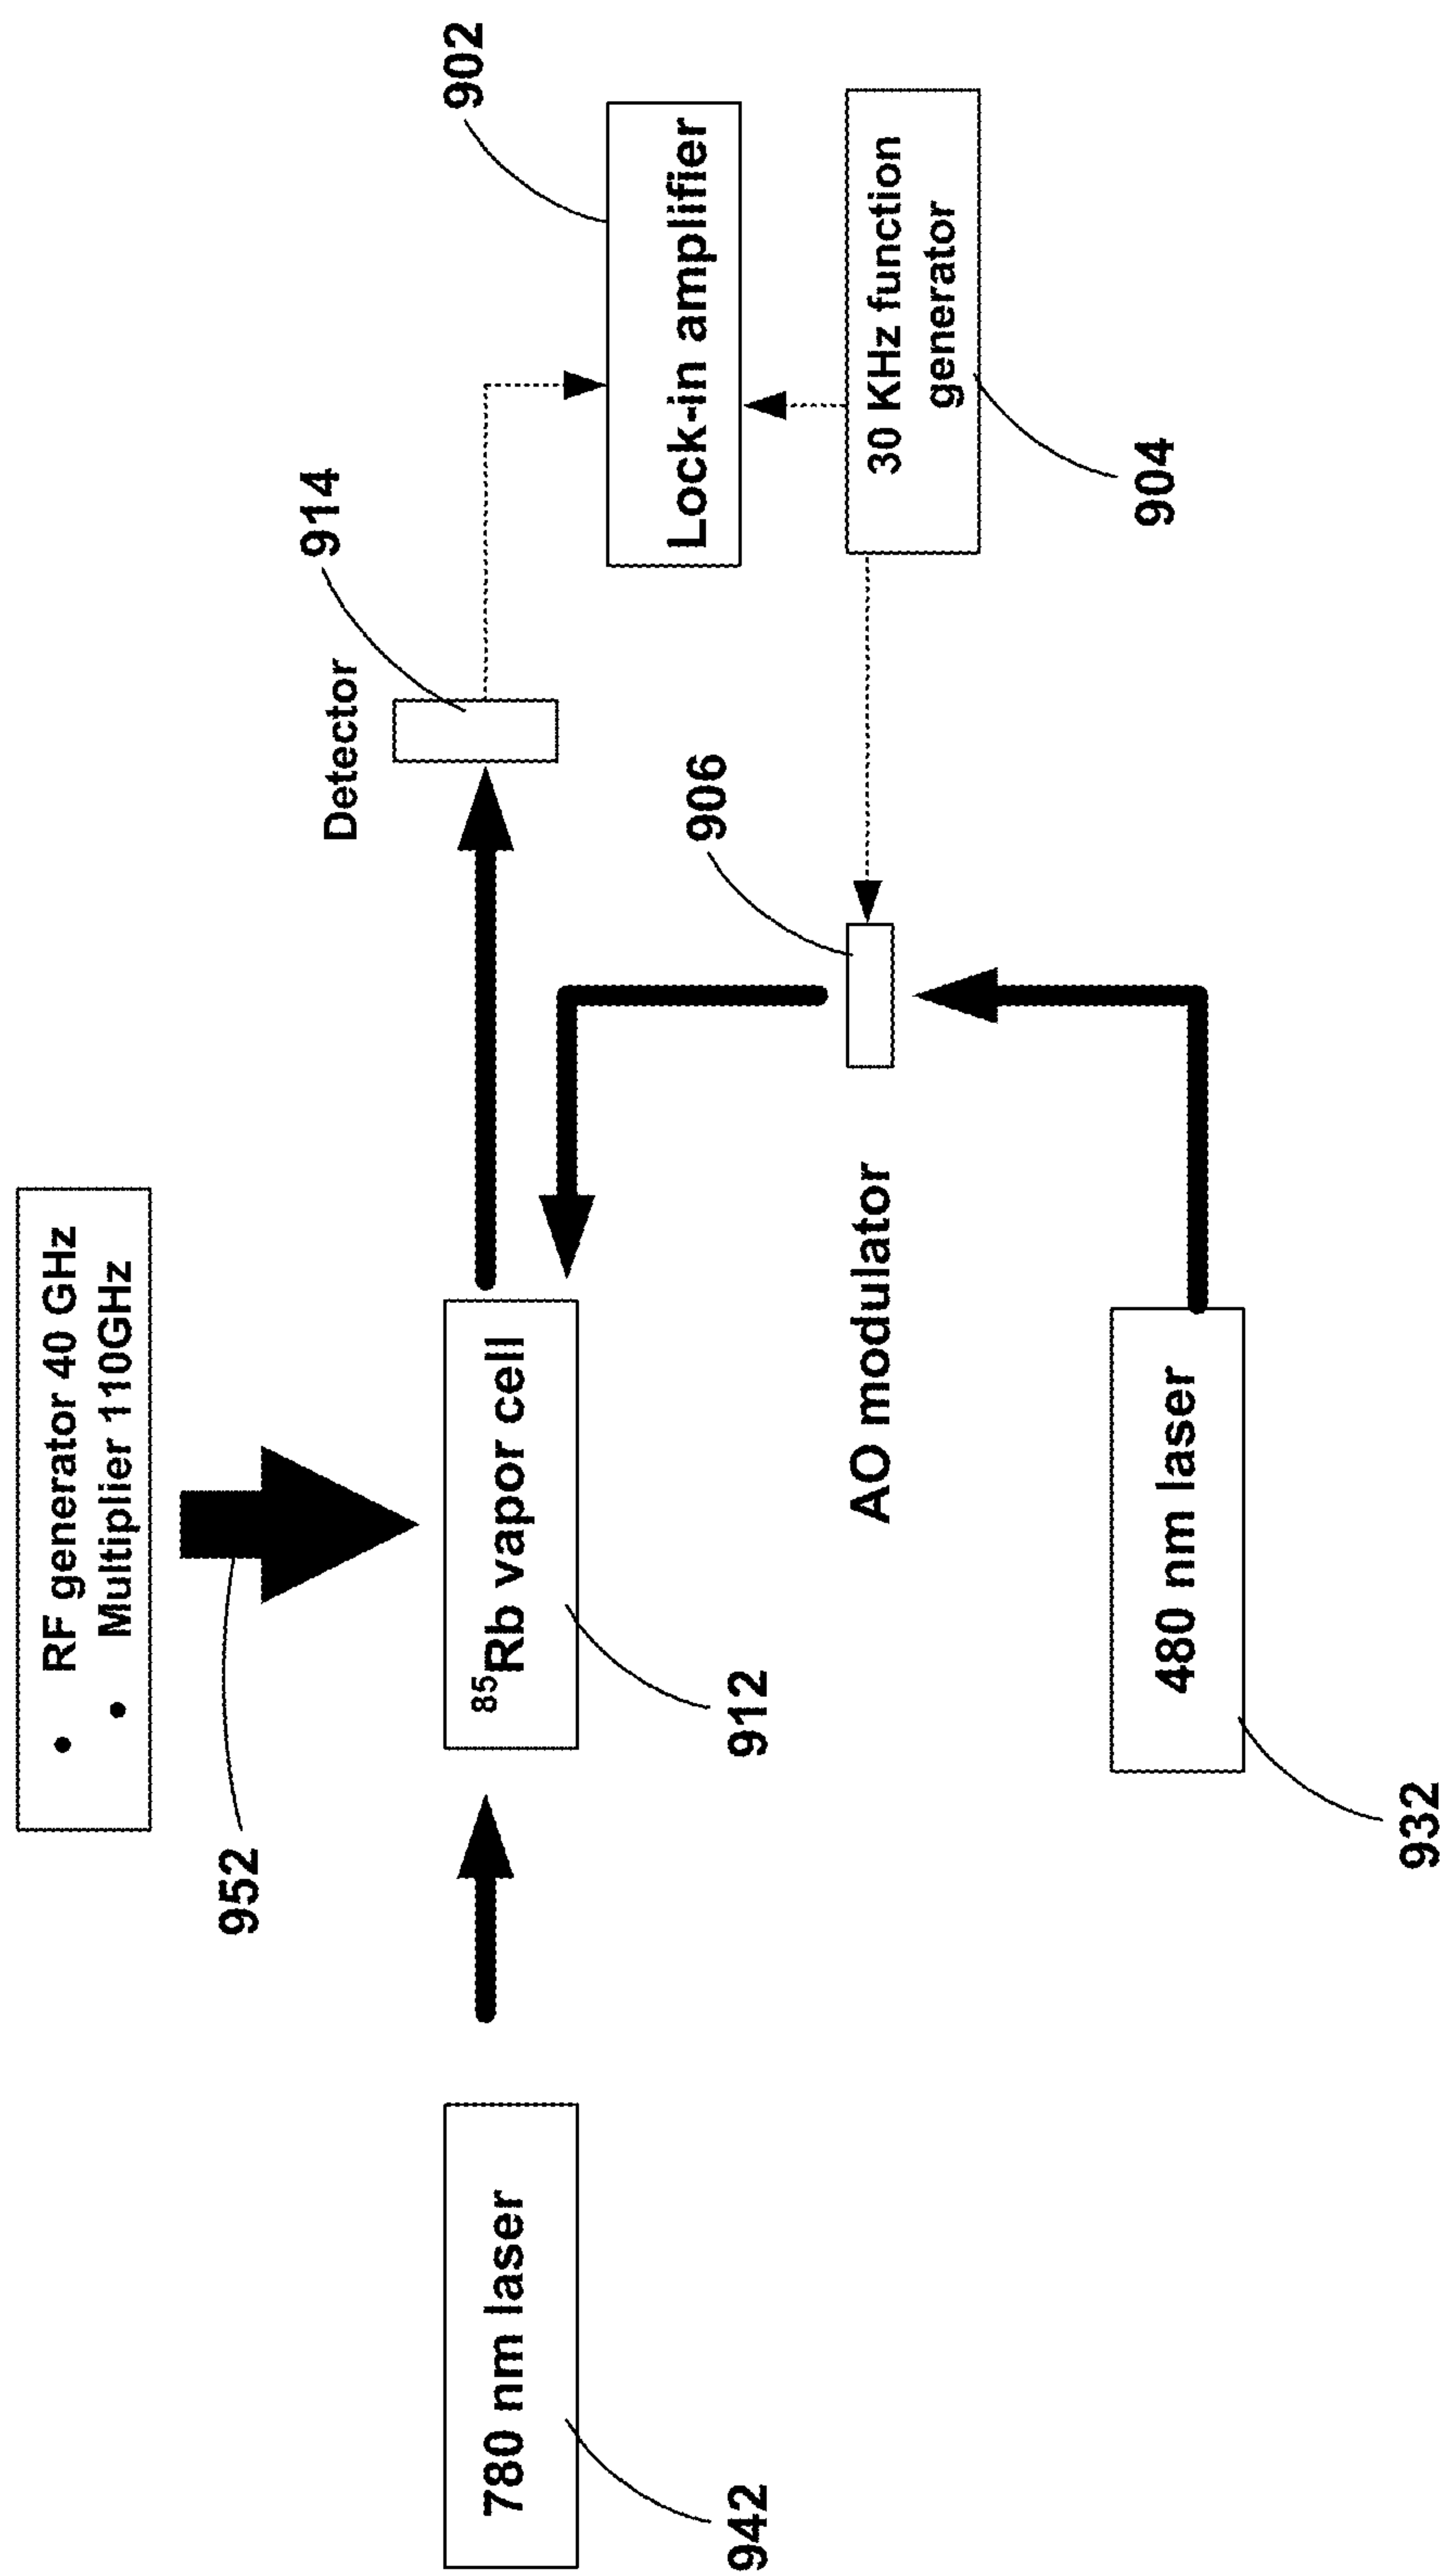 • RF generator 40 GHz
• Multiplier 110GHz
952
780 nm laser
942
⁸⁵Rb vapor cell
912
Detector
914
902
Lock-in amplifier
906
AO modulator
30 KHz function
generator
904
480 nm laser
932